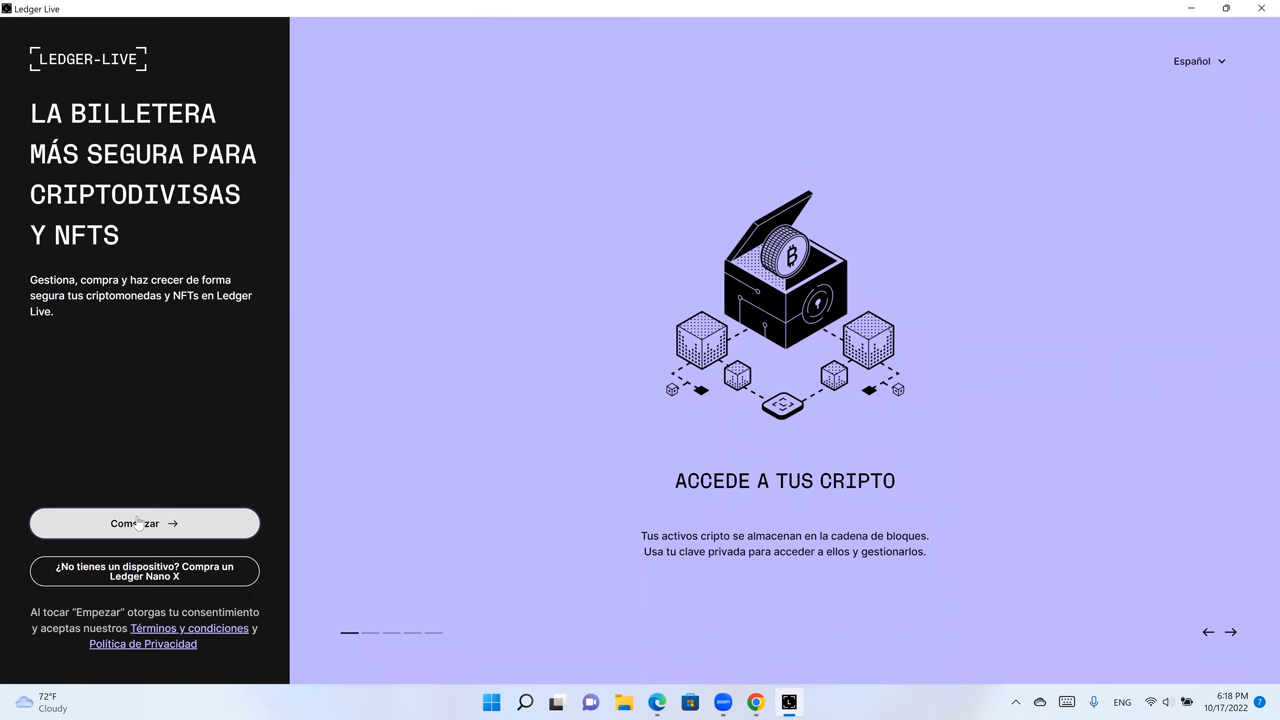 Ledger Live
LEDGER-LIVE
Español
LA BILLETERA
MÁS SEGURA PARA
CRIPTODIVISAS
Y NFTS
Gestiona, compra y haz crecer de forma
segura tus criptomonedas y NFTs en Ledger
Live.
ACCEDE A TUS CRIPTO
Tus activos cripto se almacenan en la cadena de bloques.
Usa tu clave privada para acceder a ellos y gestionarlos.
Comenzar
¿No tienes un dispositivo? Compra un
Ledger Nano X
Al tocar “Empezar” otorgas tu consentimiento
y aceptas nuestros Términos y condiciones y
Política de Privacidad
72°F
Cloudy
zoom
ENG
6:18 PM
10/17/2022
7